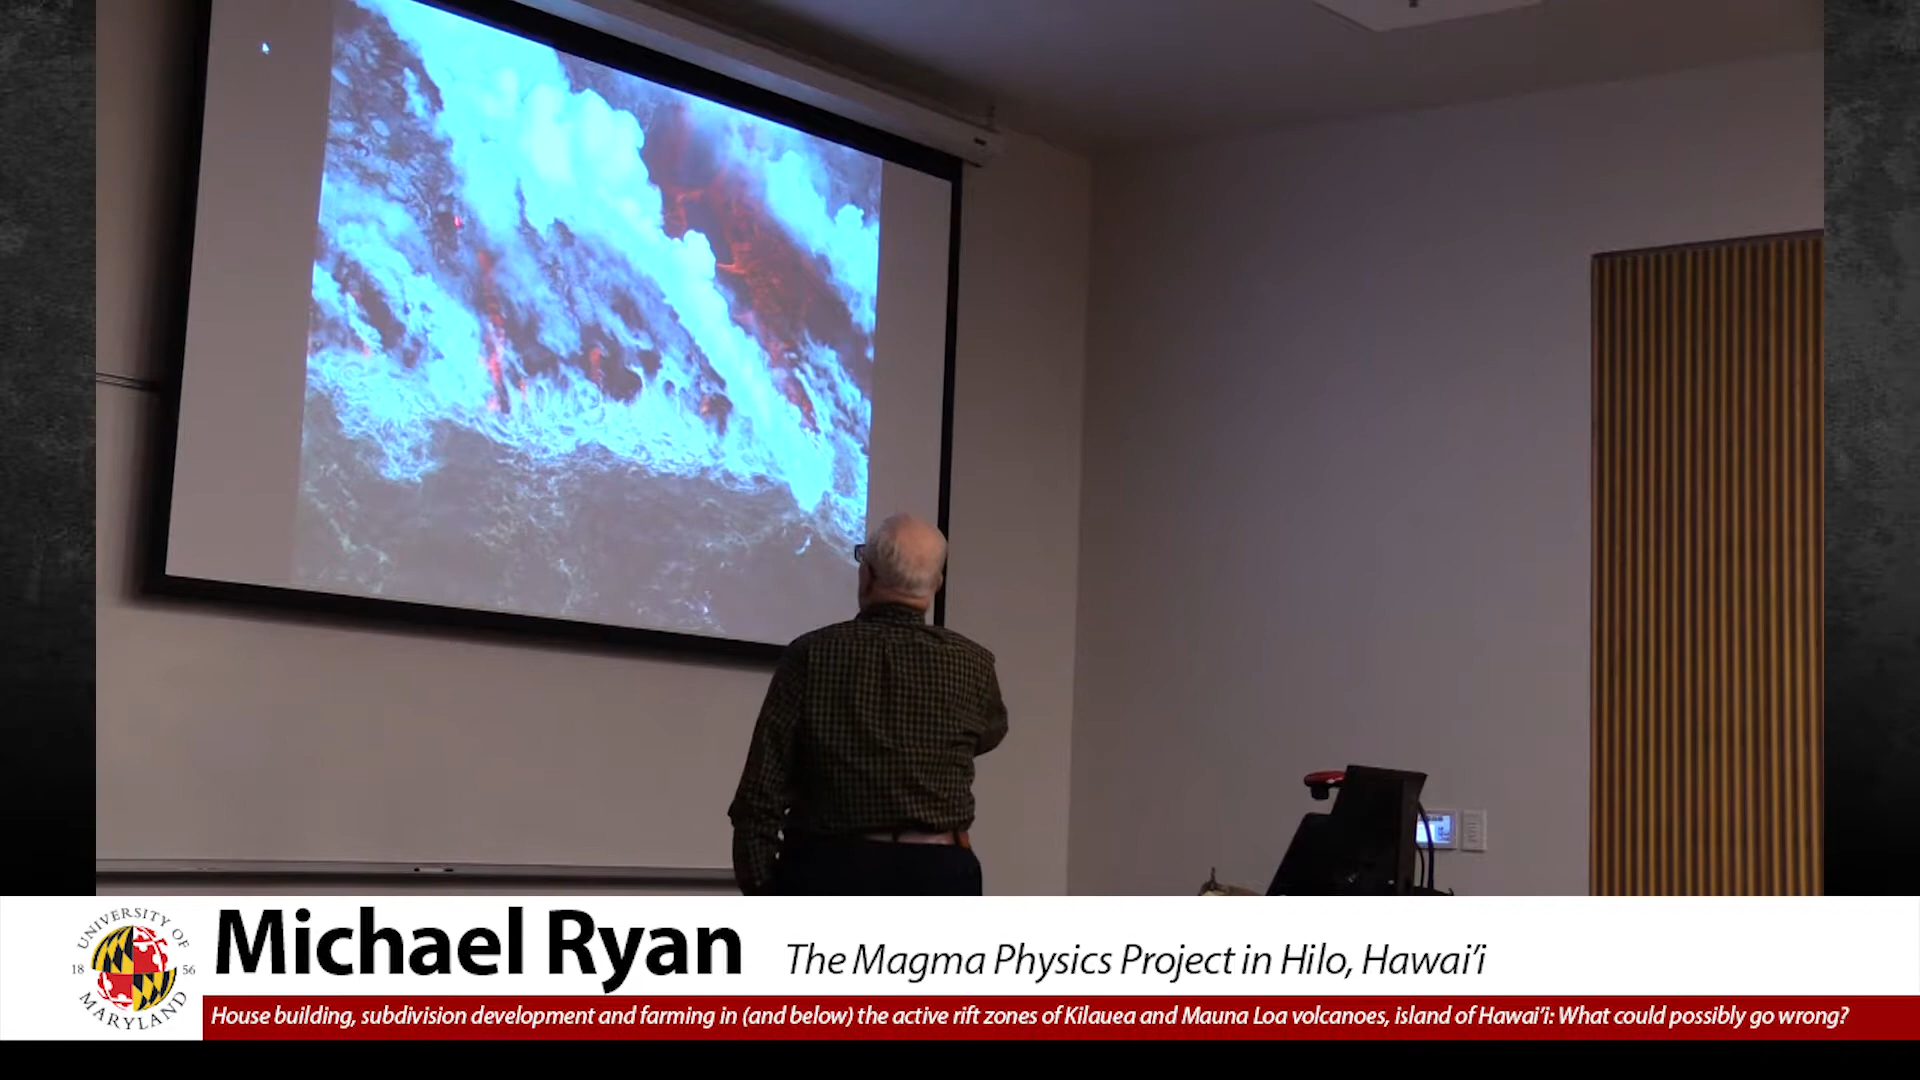 UNIVERSITY OF
18 56
MARYLAND
Michael Ryan
The Magma Physics Project in Hilo, Hawai‘i
House building, subdivision development and farming in (and below) the active rift zones of Kilauea and Mauna Loa volcanoes, island of Hawai‘i: What could possibly go wrong?